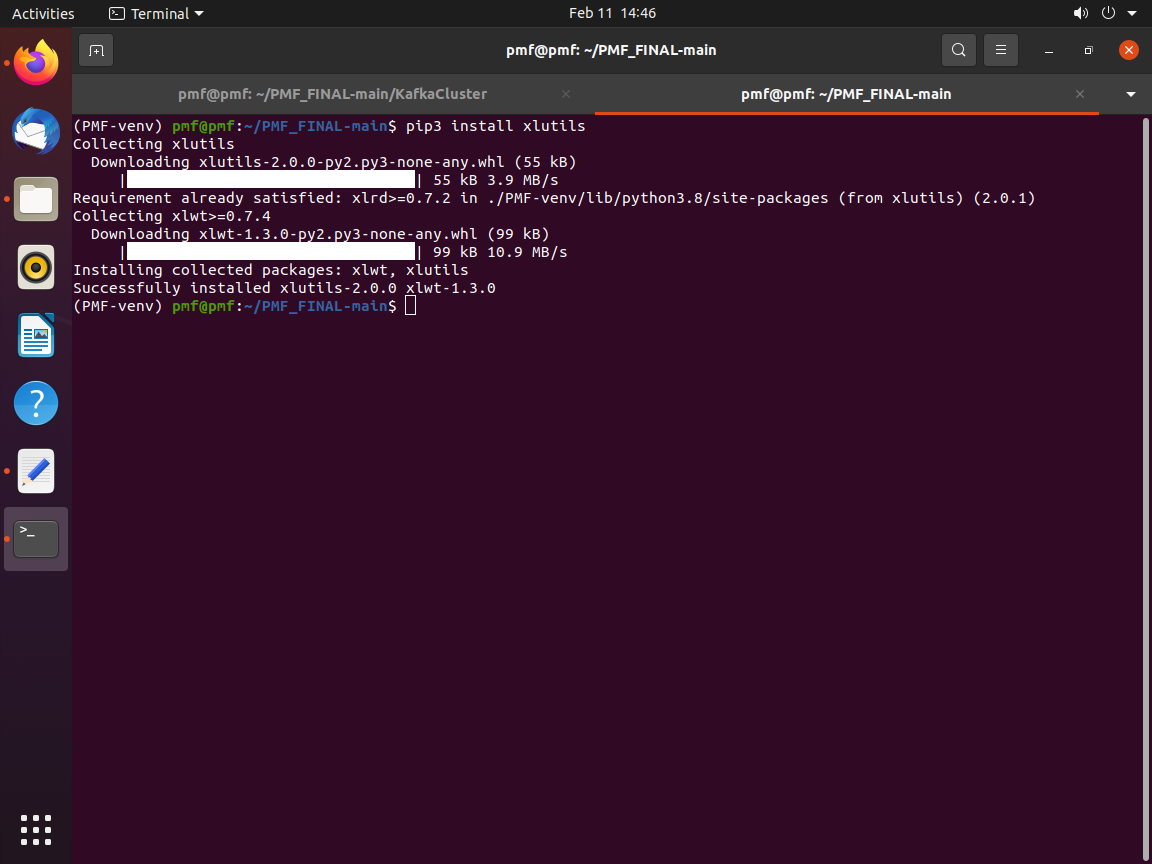 Activities
Terminal
Feb 11 14:46
pmf@pmf: ~/PMF_FINAL-main
pmf@pmf: ~/PMF_FINAL-main/KafkaCluster
pmf@pmf: ~/PMF_FINAL-main
(PMF-venv) pmf@pmf:~/PMF_FINAL-main$ pip3 install xlutils
Collecting xlutils
  Downloading xlutils-2.0.0-py2.py3-none-any.whl (55 kB)
     |                                | 55 kB 3.9 MB/s
Requirement already satisfied: xlrd>=0.7.2 in ./PMF-venv/lib/python3.8/site-packages (from xlutils) (2.0.1)
Collecting xlwt>=0.7.4
  Downloading xlwt-1.3.0-py2.py3-none-any.whl (99 kB)
     |                                | 99 kB 10.9 MB/s
Installing collected packages: xlwt, xlutils
Successfully installed xlutils-2.0.0 xlwt-1.3.0
(PMF-venv) pmf@pmf:~/PMF_FINAL-main$